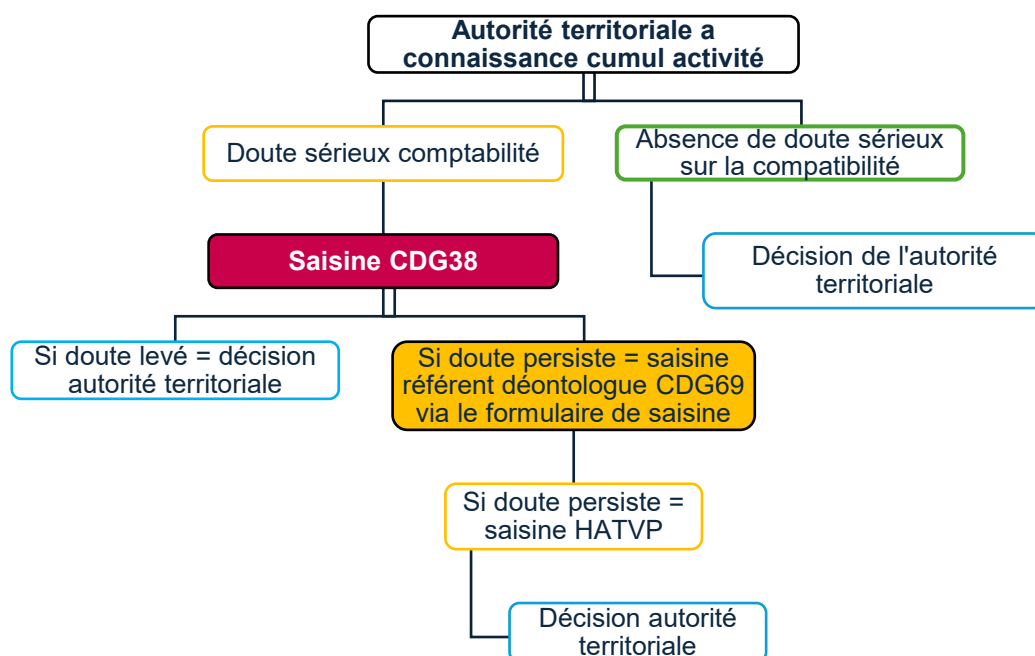 Autorité territoriale a
connaissance cumul activité
Doute sérieux comptabilité
Absence de doute sérieux
sur la compatibilité
Saisine CDG38
Décision de l'autorité
territoriale
Si doute levé = décision
autorité territoriale
Si doute persiste = saisine
référent déontologue CDG69
via le formulaire de saisine
Si doute persiste =
saisine HATVP
Décision autorité
territoriale